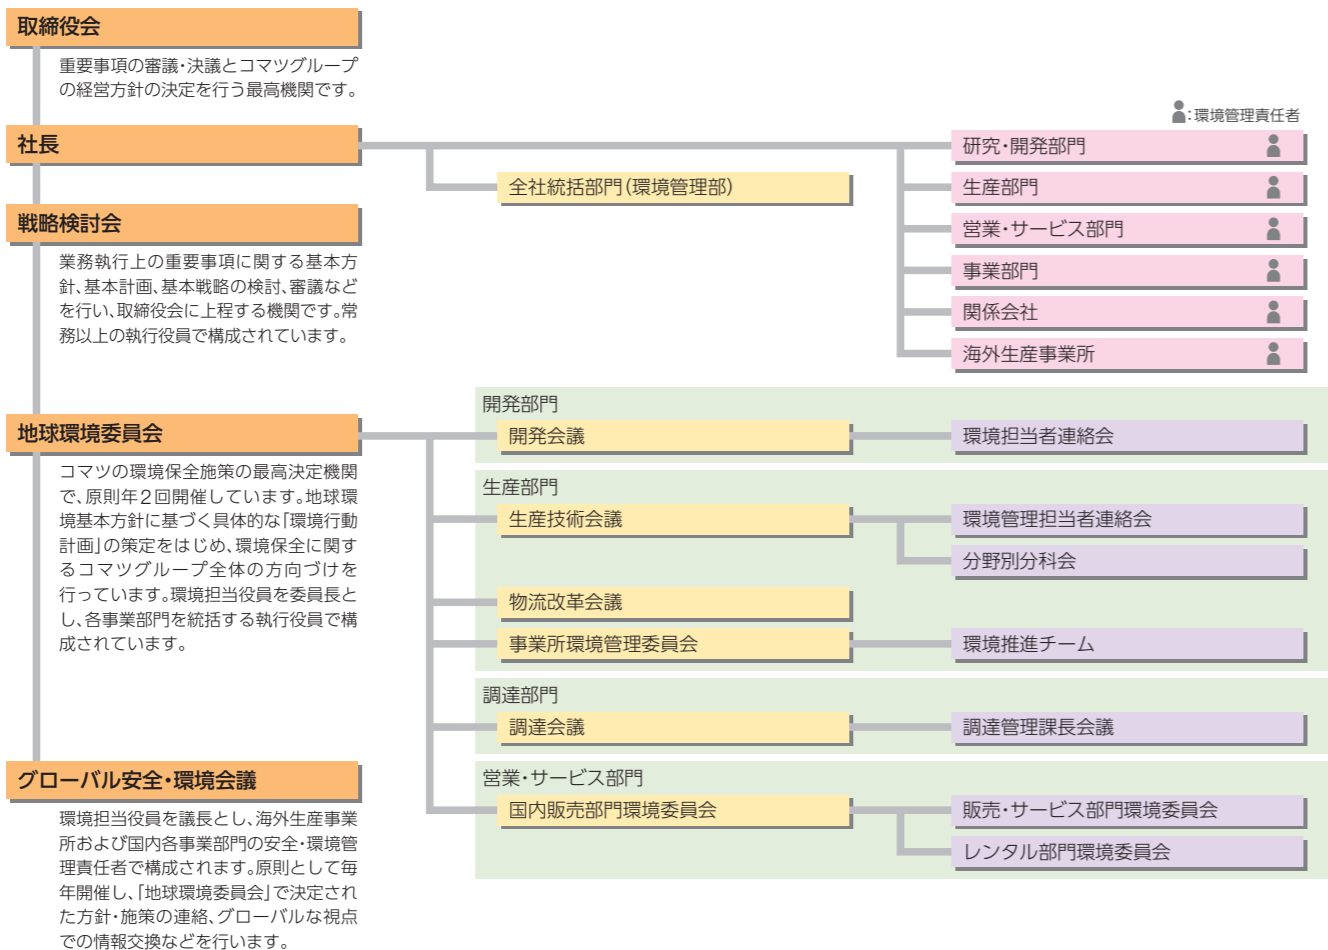 取締役会
重要事項の審議・決議とコマツグループ
の経営方針の決定を行う最高機関です。
社長
戦略検討会
業務執行上の重要事項に関する基本方
針、基本計画、基本戦略の検討、審議など
を行い、取締役会に上程する機関です。常
務以上の執行役員で構成されています。
地球環境委員会
コマツの環境保全施策の最高決定機関
で、原則年2回開催しています。地球環
境基本方針に基づく具体的な「環境行動
計画」の策定をはじめ、環境保全に関す
るコマツグループ全体の方向づけを
行っています。環境担当役員を委員長と
し、各事業部門を統括する執行役員で構
成されています。
グローバル安全・環境会議
環境担当役員を議長とし、海外生産事業
所および国内各事業部門の安全・環境管
理責任者で構成されます。原則として毎
年開催し、「地球環境委員会」で決定され
た方針・施策の連絡、グローバルな視点
での情報交換などを行います。
:環境管理責任者
全社統括部門(環境管理部)
研究・開発部門
生産部門
営業・サービス部門
事業部門
関係会社
海外生産事業所
開発部門
開発会議
環境担当者連絡会
生産部門
生産技術会議
環境管理担当者連絡会
分野別分科会
物流改革会議
事業所環境管理委員会
環境推進チーム
調達部門
調達会議
調達管理課長会議
営業・サービス部門
国内販売部門環境委員会
販売・サービス部門環境委員会
レンタル部門環境委員会